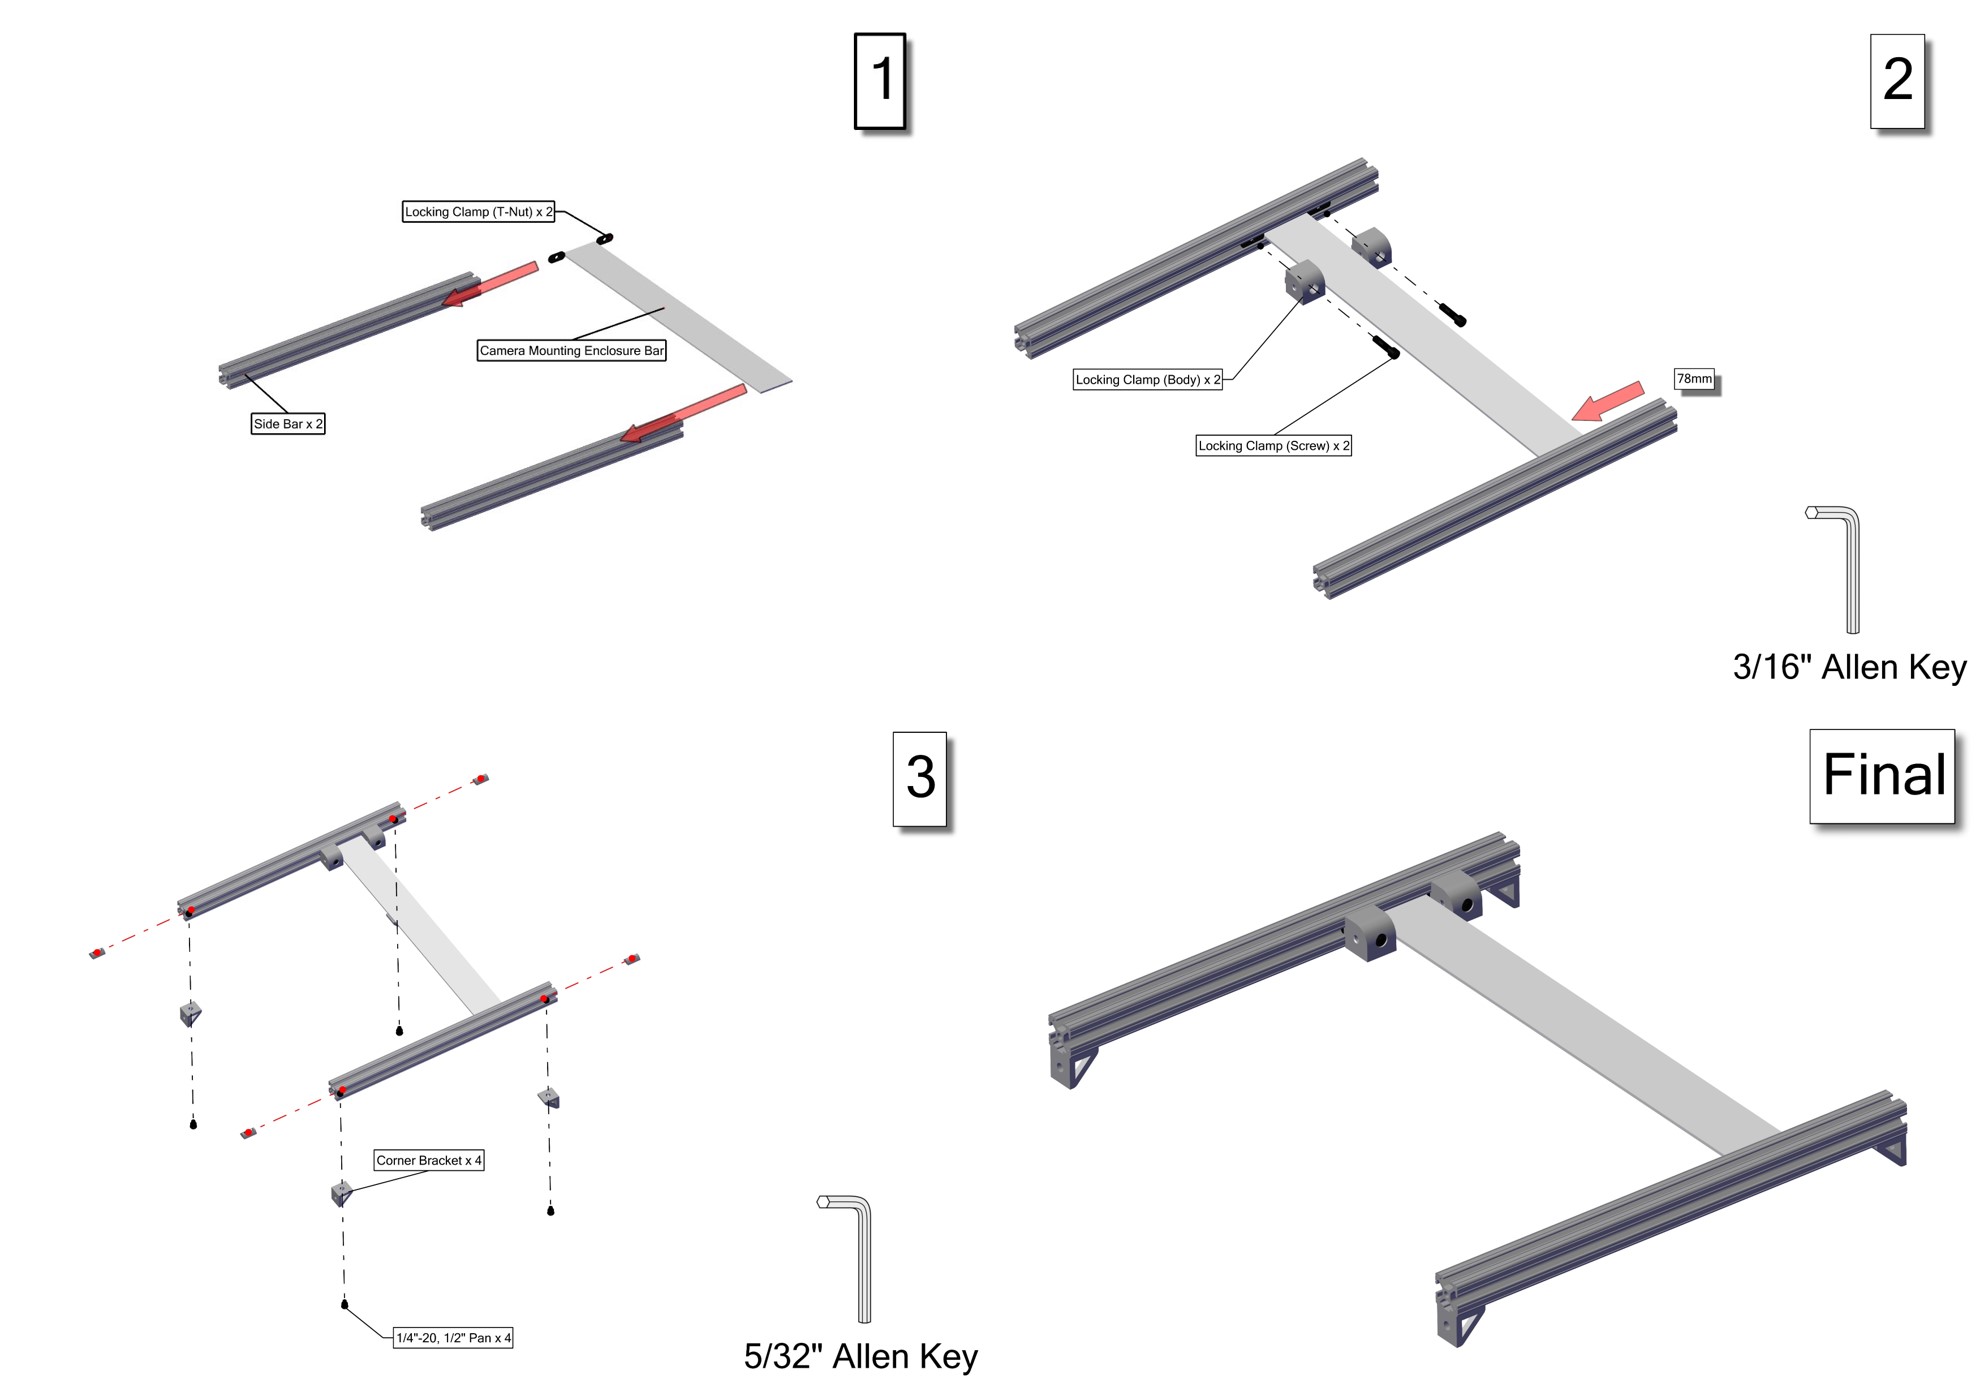 1
Locking Clamp (T-Nut) x 2
Camera Mounting Enclosure Bar
Side Bar x 2
2
Locking Clamp (Body) x 2
78mm
Locking Clamp (Screw) x 2
3/16" Allen Key
3
Corner Bracket x 4
1/4"-20, 1/2" Pan x 4
5/32" Allen Key
Final